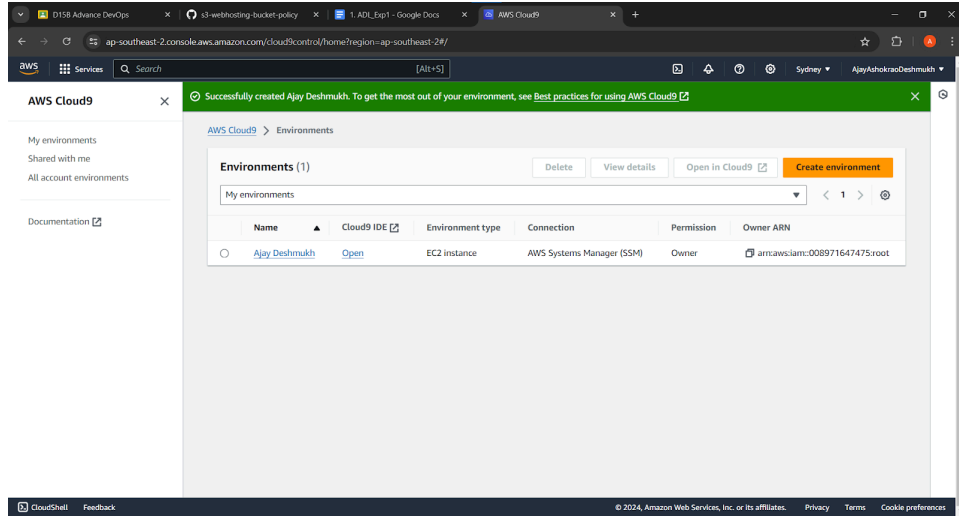 D15B Advance DevOps
s3-webhosting-bucket-policy
1. ADL_Exp1 - Google Docs
AWS Cloud9
ap-southeast-2.console.aws.amazon.com/cloud9control/home?region=ap-southeast-2#/
A
aws
Services
Search
[Alt+S]
Sydney
AjayAshokraoDeshmukh
AWS Cloud9
My environments
Shared with me
All account environments
Documentation
Successfully created Ajay Deshmukh. To get the most out of your environment, see Best practices for using AWS Cloud9
AWS Cloud9 > Environments
Environments (1)
Delete
View details
Open in Cloud9
Create environment
My environments
1
Name Cloud9 IDE Environment type Connection Permission Owner ARN
Ajay Deshmukh Open EC2 instance AWS Systems Manager (SSM) Owner arn:aws:iam::008971647475:root
CloudShell Feedback © 2024, Amazon Web Services, Inc. or its affiliates. Privacy Terms Cookie preferences